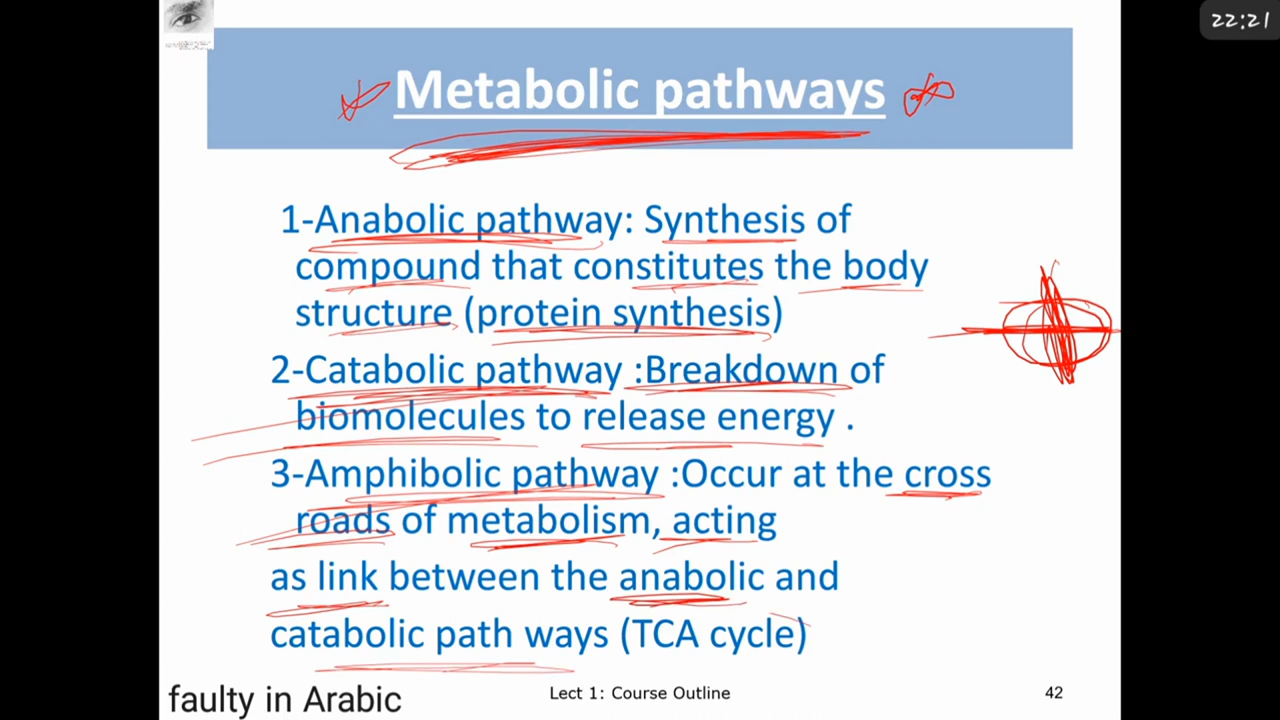 22:21
Metabolic pathways
1-Anabolic pathway: Synthesis of
compound that constitutes the body
structure (protein synthesis)
2-Catabolic pathway :Breakdown of
biomolecules to release energy .
3-Amphibolic pathway :Occur at the cross
roads of metabolism, acting
as link between the anabolic and
catabolic path ways (TCA cycle)
faulty in Arabic
Lect 1: Course Outline
42